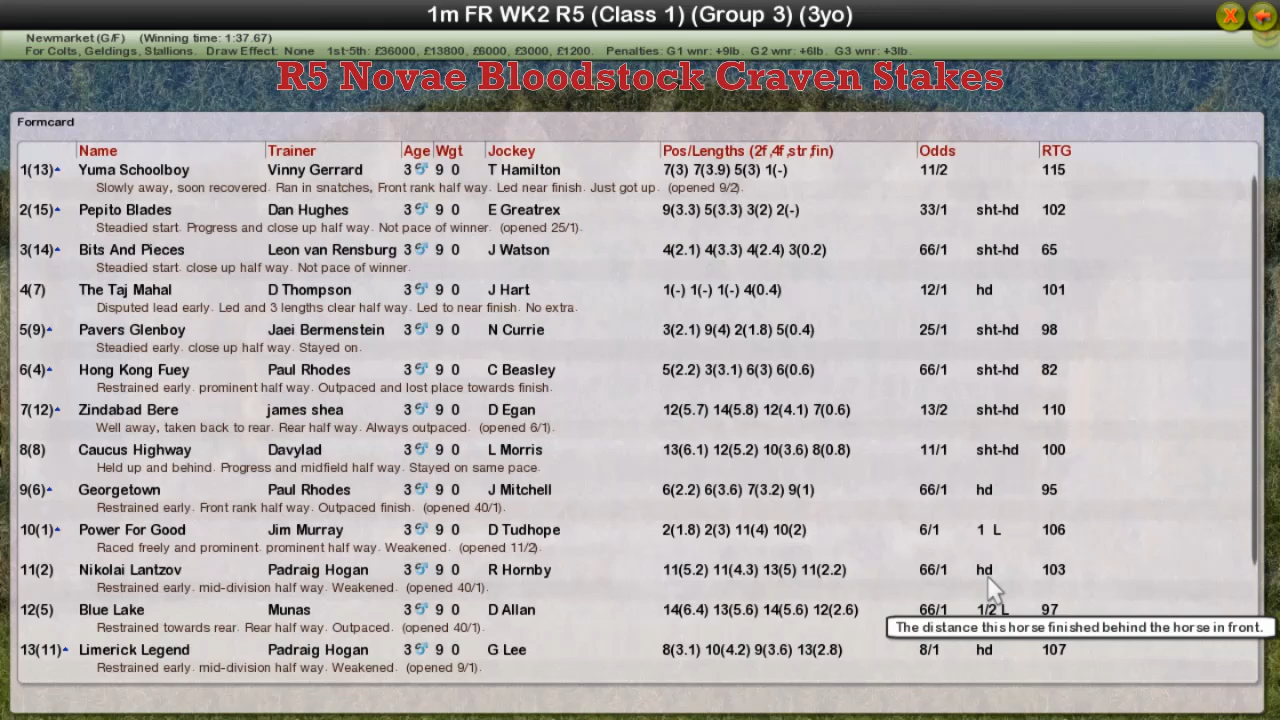 1m FR WK2 R5 (Class 1) (Group 3) (3yo)
Newmarket (G/F) (Winning time: 1:37.67)
For Colts, Geldings, Stallions. Draw Effect: None 1st-5th: £36000, £13800, £6000, £3000, £1200. Penalties: G1 wnr: +9lb. G2 wnr: +6lb. G3 wnr: +3lb.
R5 Novae Bloodstock Craven Stakes
Formcard
Name Trainer Age Wgt Jockey Pos/Lengths (2f,4f,str,fin) Odds RTG
1(13) Yuma Schoolboy Vinny Gerrard 3 9 0 T Hamilton 7(3) 7(3.9) 5(3) 1(-) 11/2 115
Slowly away, soon recovered. Ran in snatches, Front rank half way. Led near finish. Just got up. (opened 9/2).
2(15) Pepito Blades Dan Hughes 3 9 0 E Greatrex 9(3.3) 5(3.3) 3(2) 2(-) 33/1 sht-hd 102
Steadied start. Progress and close up half way. Not pace of winner. (opened 25/1).
3(14) Bits And Pieces Leon van Rensburg 3 9 0 J Watson 4(2.1) 4(3.3) 4(2.4) 3(0.2) 66/1 sht-hd 65
Steadied start. close up half way. Not pace of winner.
4(7) The Taj Mahal D Thompson 3 9 0 J Hart 1(-) 1(-) 1(-) 4(0.4) 12/1 hd 101
Disputed lead early. Led and 3 lengths clear half way. Led to near finish. No extra.
5(9) Pavers Glenboy Jaei Bermenstein 3 9 0 N Currie 3(2.1) 9(4) 2(1.8) 5(0.4) 25/1 sht-hd 98
Steadied early. close up half way. Stayed on.
6(4) Hong Kong Fuey Paul Rhodes 3 9 0 C Beasley 5(2.2) 3(3.1) 6(3) 6(0.6) 66/1 sht-hd 82
Restrained early. prominent half way. Outpaced and lost place towards finish.
7(12) Zindabad Bere james shea 3 9 0 D Egan 12(5.7) 14(5.8) 12(4.1) 7(0.6) 13/2 sht-hd 110
Well away, taken back to rear. Rear half way. Always outpaced. (opened 6/1).
8(8) Caucus Highway Davylad 3 9 0 L Morris 13(6.1) 12(5.2) 10(3.6) 8(0.8) 11/1 sht-hd 100
Held up and behind. Progress and midfield half way. Stayed on same pace.
9(6) Georgetown Paul Rhodes 3 9 0 J Mitchell 6(2.2) 6(3.6) 7(3.2) 9(1) 66/1 hd 95
Restrained early. Front rank half way. Outpaced finish. (opened 40/1).
10(1) Power For Good Jim Murray 3 9 0 D Tudhope 2(1.8) 2(3) 11(4) 10(2) 6/1 1 L 106
Raced freely and prominent. prominent half way. Weakened. (opened 11/2).
11(2) Nikolai Lantzov Padraig Hogan 3 9 0 R Hornby 11(5.2) 11(4.3) 13(5) 11(2.2) 66/1 hd 103
Restrained early. mid-division half way. Weakened. (opened 40/1).
12(5) Blue Lake Munas 3 9 0 D Allan 14(6.4) 13(5.6) 14(5.6) 12(2.6) 66/1 1/2 L 97
Restrained towards rear. Rear half way. Outpaced. (opened 40/1).
The distance this horse finished behind the horse in front.
13(11) Limerick Legend Padraig Hogan 3 9 0 G Lee 8(3.1) 10(4.2) 9(3.6) 13(2.8) 8/1 hd 107
Restrained early. mid-division half way. Weakened. (opened 9/1).